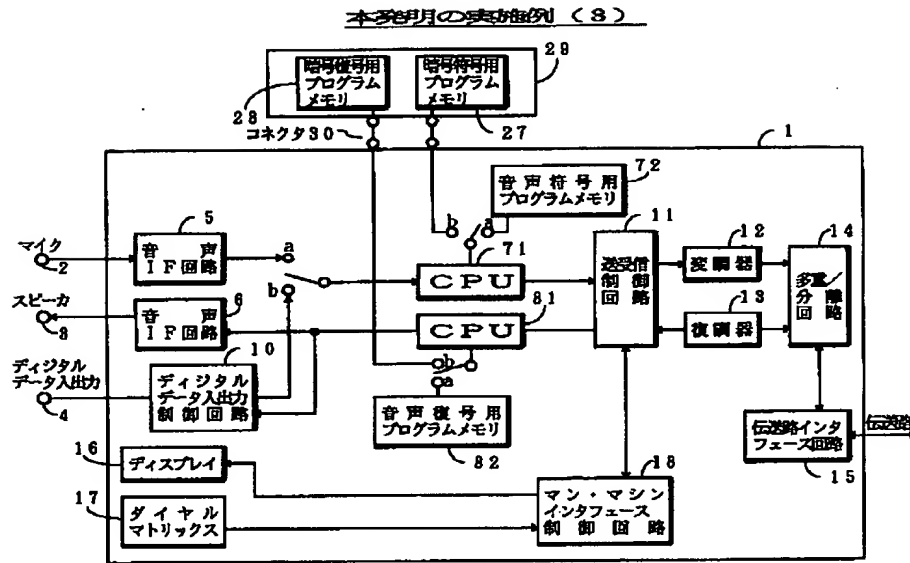 本発明の実施例(8)
29
暗号復号用
プログラム
メモリ
暗号符号用
プログラム
メモリ
28
27
コネクタ30
1
音声符号用
プログラムメモリ
72
マイク
2
5
音声
IF回路
a
b
b
a
71
CPU
11
送受信
制御
回路
12
変調器
14
多重/
分離
回路
スピーカ
3
6
音声
IF回路
81
CPU
13
復調器
ディジタル
データ入出力
4
10
ディジタル
データ入出力
制御回路
b
a
音声復号用
プログラムメモリ
82
伝送路インタ
フェース回路
15
伝送路
16
ディスプレイ
17
ダイヤル
マトリックス
18
マン・マシン
インタフェース
制御回路